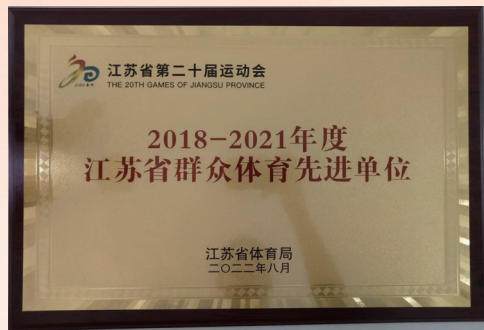 江苏省第二十届运动会
THE 20TH GAMES OF JIANGSU PROVINCE
2018-2021年度
江苏省群众体育先进单位
江苏省体育局
二〇二二年八月